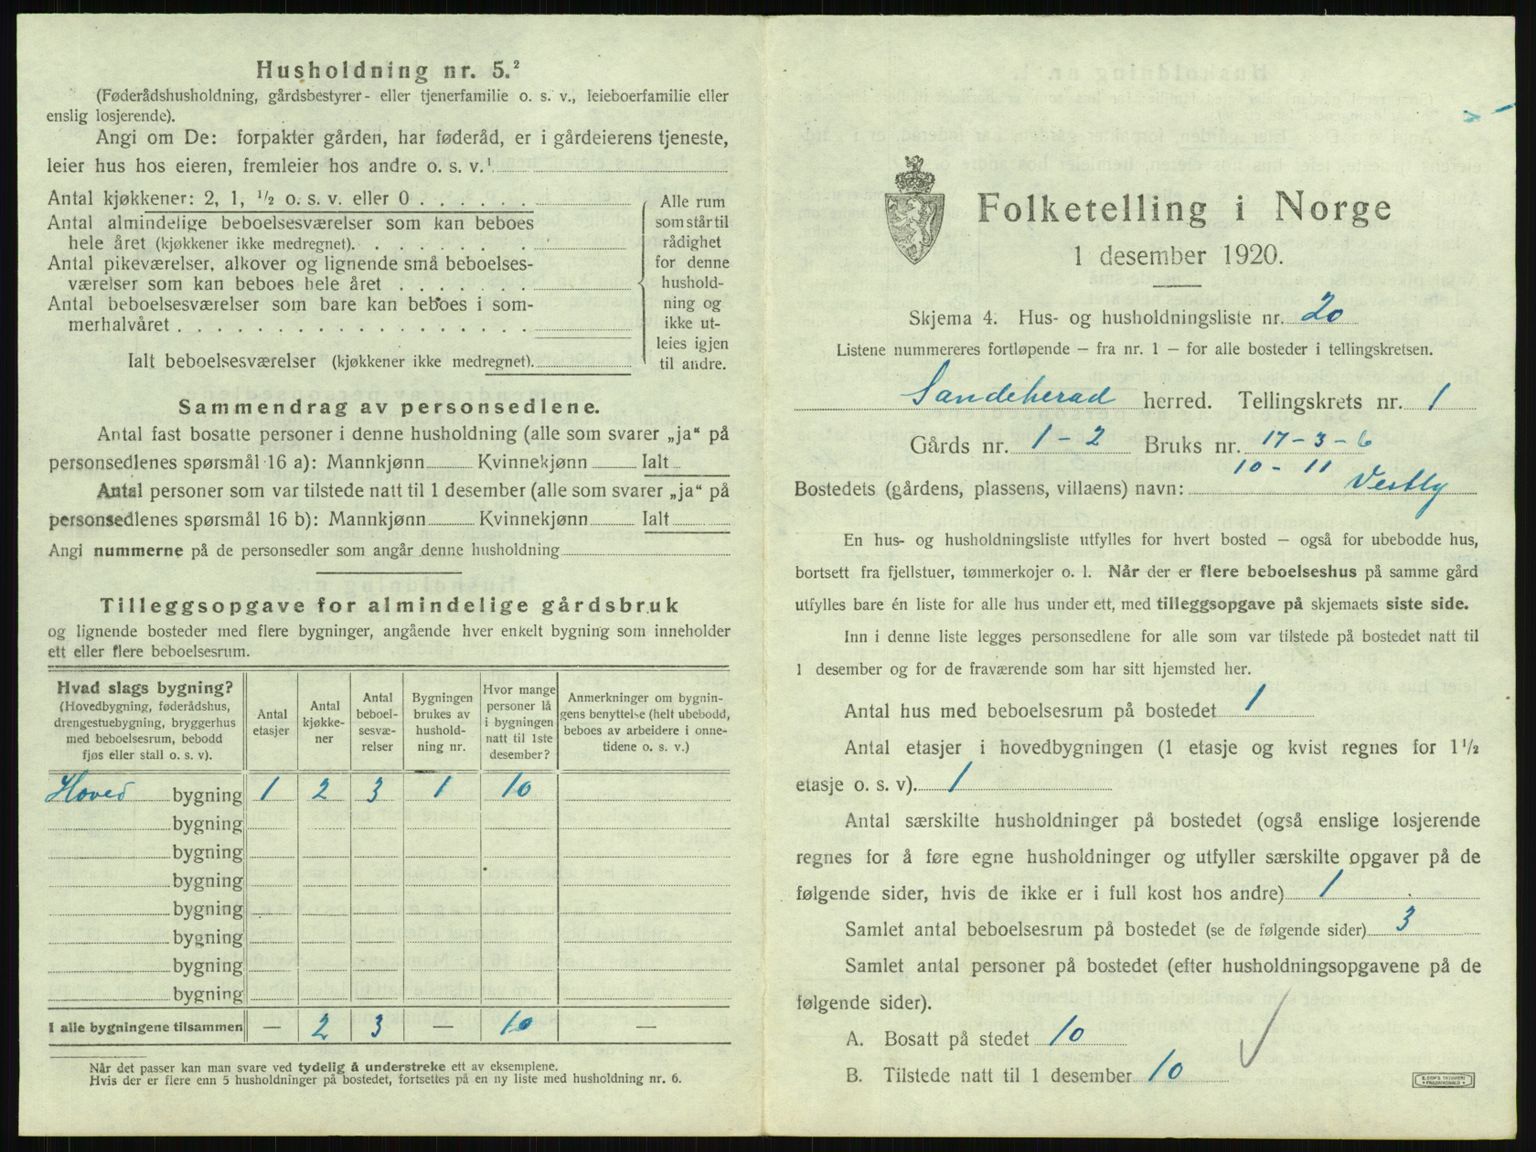 Husholdning nr. 5.²
(Føderådshusholdning, gårdsbestyrer- eller tjenerfamilie o. s. v., leieboerfamilie eller
enslig losjerende).
Angi om De: forpakter gården, har føderåd, er i gårdeierens tjeneste,
leier hus hos eieren, fremleier hos andre o. s. v.¹
Antal kjøkkener: 2, 1, ½ o. s. v. eller 0 . . . . . .
Antal almindelige beboelsesværelser som kan beboes
hele året (kjøkkener ikke medregnet). . . . . . . .
Antal pikeværelser, alkover og lignende små beboelses-
værelser som kan beboes hele året . . . . . . .
Antal beboelsesværelser som bare kan beboes i som-
merhalvåret . . . . . . . . . . . . . . . . . .
Ialt beboelsesværelser (kjøkkener ikke medregnet).
Alle rum
som står til
rådighet
for denne
hushold-
ning og
ikke ut-
leies igjen
til andre.
Sammendrag av personsedlene.
Antal fast bosatte personer i denne husholdning (alle som svarer „ja“ på
personsedlenes spørsmål 16 a): Mannkjønn Kvinnekjønn Ialt
Antal personer som var tilstede natt til 1 desember (alle som svarer „ja“ på
personsedlenes spørsmål 16 b): Mannkjønn Kvinnekjønn Ialt
Angi nummerne på de personsedler som angår denne husholdning
Tilleggsopgave for almindelige gårdsbruk
og lignende bosteder med flere bygninger, angående hver enkelt bygning som inneholder
ett eller flere beboelsesrum.
Hvad slags bygning?
(Hovedbygning, føderådshus,
drengestuebygning, bryggerhus
med beboelsesrum, bebodd
fjøs eller stall o. s. v).
Antal
etasjer
Antal
kjøkke-
ner
Antal
beboel-
sesvæ-
relser
Bygningen
brukes av
hushold-
ning nr.
Hvor mange
personer lå
i bygningen
natt til 1ste
desember?
Anmerkninger om bygnin-
gens benyttelse (helt ubebodd,
beboes av arbeidere i onne-
tidene o. s. v.)
Hoved bygning 1 2 3 1 10
bygning
bygning
bygning
bygning
bygning
bygning
bygning
I alle bygningene tilsammen — 2 3 — 10 —
Når det passer kan man svare ved tydelig å understreke ett av eksemplene.
Hvis der er flere enn 5 husholdninger på bostedet, fortsettes på en ny liste med husholdning nr. 6.
Folketelling i Norge
1 desember 1920.
Skjema 4. Hus- og husholdningsliste nr. 20
Listene nummereres fortløpende — fra nr. 1 — for alle bosteder i tellingskretsen.
Sandeherad herred. Tellingskrets nr. 1
Gårds nr. 1 - 2 Bruks nr. 17 - 3 - 6
10 - 11
Bostedets (gårdens, plassens, villaens) navn: Vestly
En hus- og husholdningsliste utfylles for hvert bosted — også for ubebodde hus,
bortsett fra fjellstuer, tømmerkojer o. l. Når der er flere beboelseshus på samme gård
utfylles bare én liste for alle hus under ett, med tilleggsopgave på skjemaets siste side.
Inn i denne liste legges personsedlene for alle som var tilstede på bostedet natt til
1 desember og for de fraværende som har sitt hjemsted her.
Antal hus med beboelsesrum på bostedet 1
Antal etasjer i hovedbygningen (1 etasje og kvist regnes for 1½
etasje o. s. v). 1
Antal særskilte husholdninger på bostedet (også enslige losjerende
regnes for å føre egne husholdninger og utfyller særskilte opgaver på de
følgende sider, hvis de ikke er i full kost hos andre) 1
Samlet antal beboelsesrum på bostedet (se de følgende sider) 3
Samlet antal personer på bostedet (efter husholdningsopgavene på de
følgende sider).
A. Bosatt på stedet 10
B. Tilstede natt til 1 desember 10